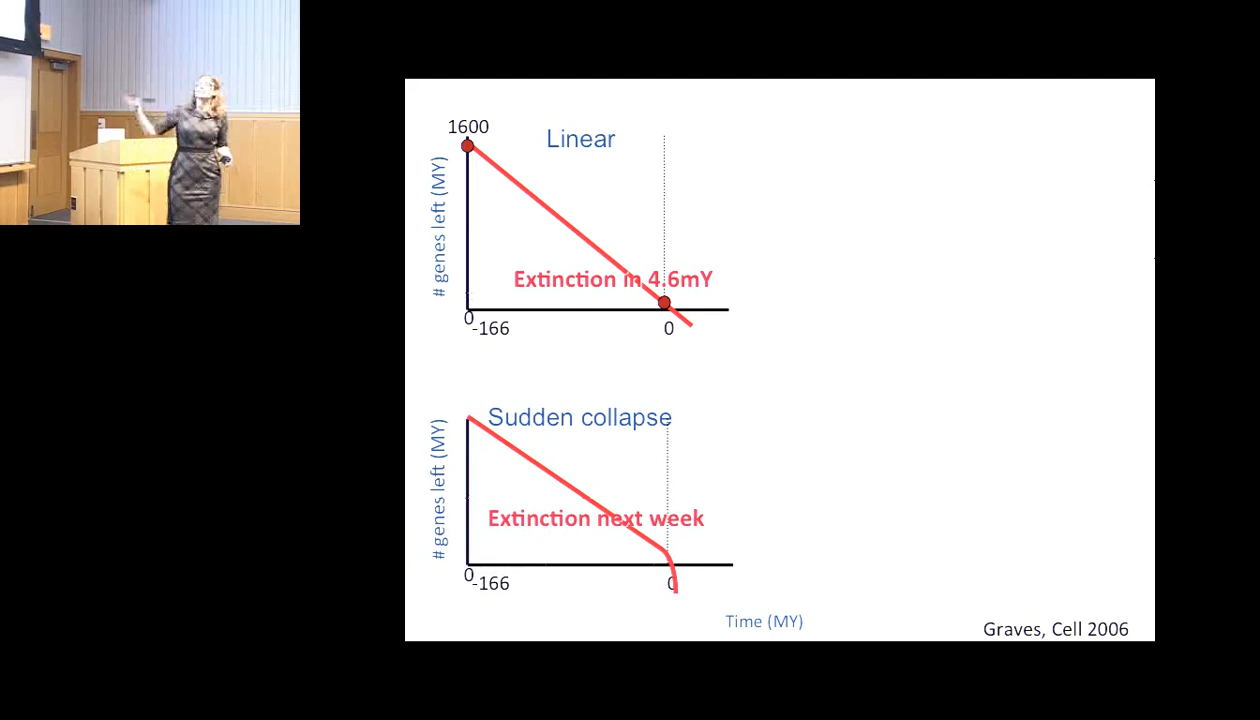 1600
Linear
# genes left (MY)
Extinction in 4.6mY
0
-166
0
Sudden collapse
# genes left (MY)
Extinction next week
0
-166
0
Time (MY)
Graves, Cell 2006